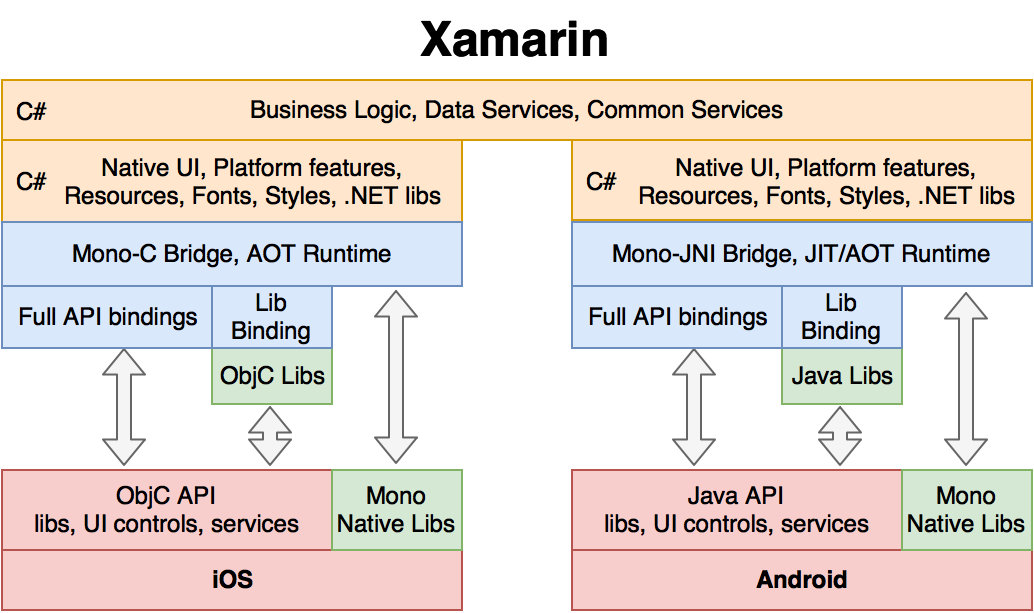 Xamarin
C#
Business Logic, Data Services, Common Services
C#
Native UI, Platform features,
Resources, Fonts, Styles, .NET libs
Mono-C Bridge, AOT Runtime
Full API bindings
Lib
Binding
ObjC Libs
ObjC API
libs, UI controls, services
Mono
Native Libs
iOS
C#
Native UI, Platform features,
Resources, Fonts, Styles, .NET libs
Mono-JNI Bridge, JIT/AOT Runtime
Full API bindings
Lib
Binding
Java Libs
Java API
libs, UI controls, services
Mono
Native Libs
Android